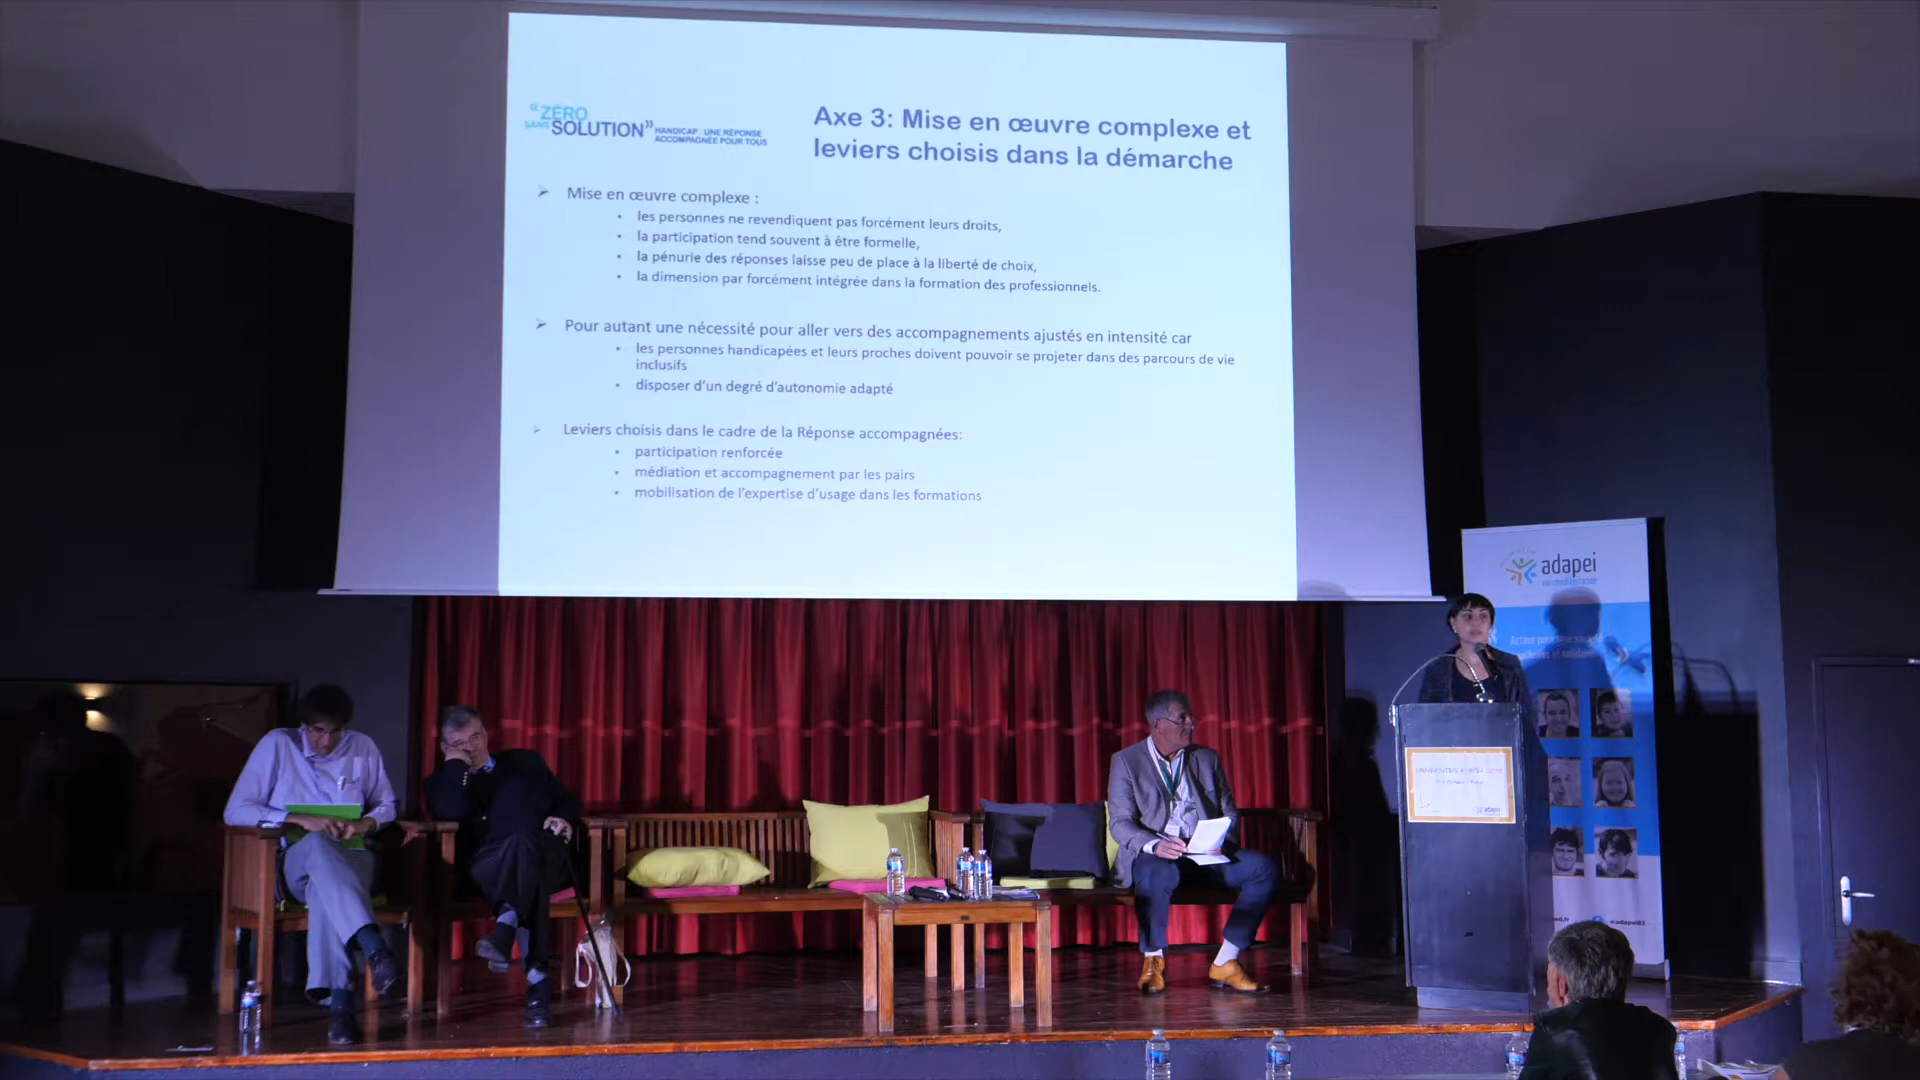 « ZÉRO
SANS SOLUTION» HANDICAP : UNE RÉPONSE
ACCOMPAGNÉE POUR TOUS
Axe 3: Mise en œuvre complexe et
leviers choisis dans la démarche
➢ Mise en œuvre complexe :
▪ les personnes ne revendiquent pas forcément leurs droits,
▪ la participation tend souvent à être formelle,
▪ la pénurie des réponses laisse peu de place à la liberté de choix,
▪ la dimension par forcément intégrée dans la formation des professionnels.
➢ Pour autant une nécessité pour aller vers des accompagnements ajustés en intensité car
▪ les personnes handicapées et leurs proches doivent pouvoir se projeter dans des parcours de vie
inclusifs
▪ disposer d’un degré d’autonomie adapté
➢ Leviers choisis dans le cadre de la Réponse accompagnées:
▪ participation renforcée
▪ médiation et accompagnement par les pairs
▪ mobilisation de l’expertise d’usage dans les formations
adapei
Acteur pour une société
adapei